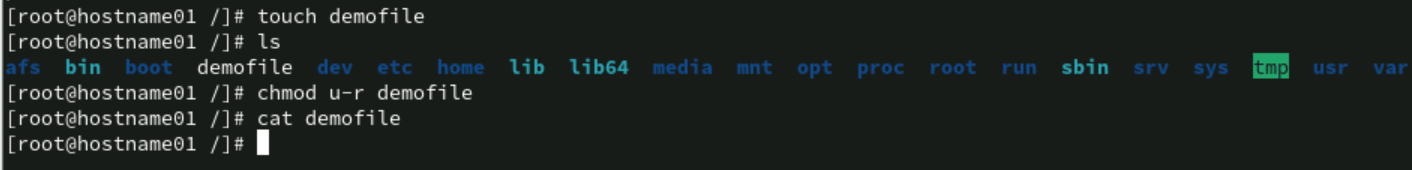 [root@hostname01 /]# touch demofile
[root@hostname01 /]# ls
afs bin boot demofile dev etc home lib lib64 media mnt opt proc root run sbin srv sys tmp usr var
[root@hostname01 /]# chmod u-r demofile
[root@hostname01 /]# cat demofile
[root@hostname01 /]#